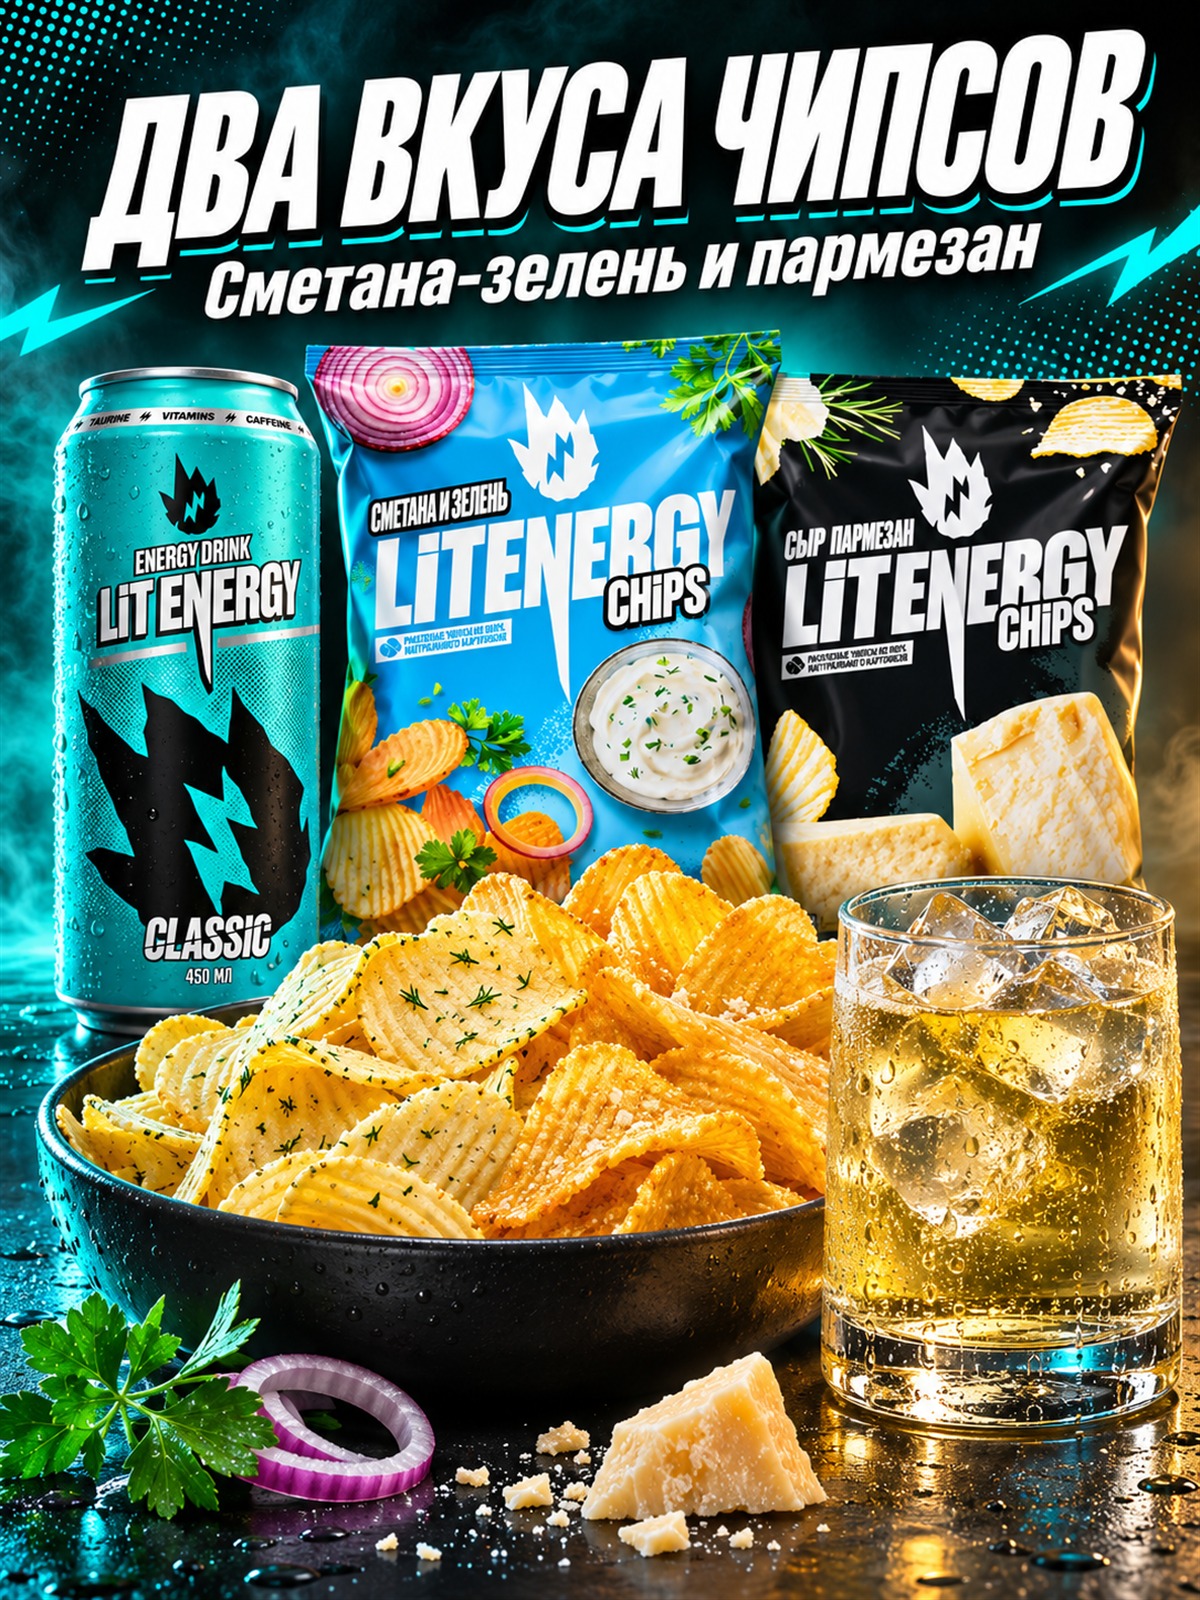 ДВА ВКУСА ЧИПСОВ
Сметана-зелень и пармезан
TAURINE VITAMINS CAFFEINE
ENERGY DRINK
LiT ENERGY
CLASSIC
450 МЛ
СМЕТАНА И ЗЕЛЕНЬ
LiTENERGY
CHiPS
СЫР ПАРМЕЗАН
LiTENERGY
CHiPS